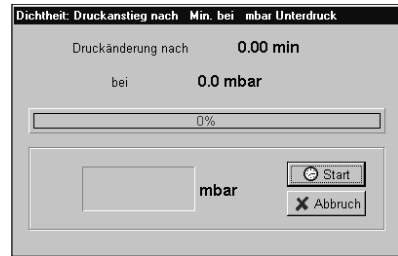 Dichtheit: Druckanstieg nach Min. bei mbar Unterdruck
Druckänderung nach 0.00 min
bei 0.0 mbar
0%
mbar
Start
Abbruch